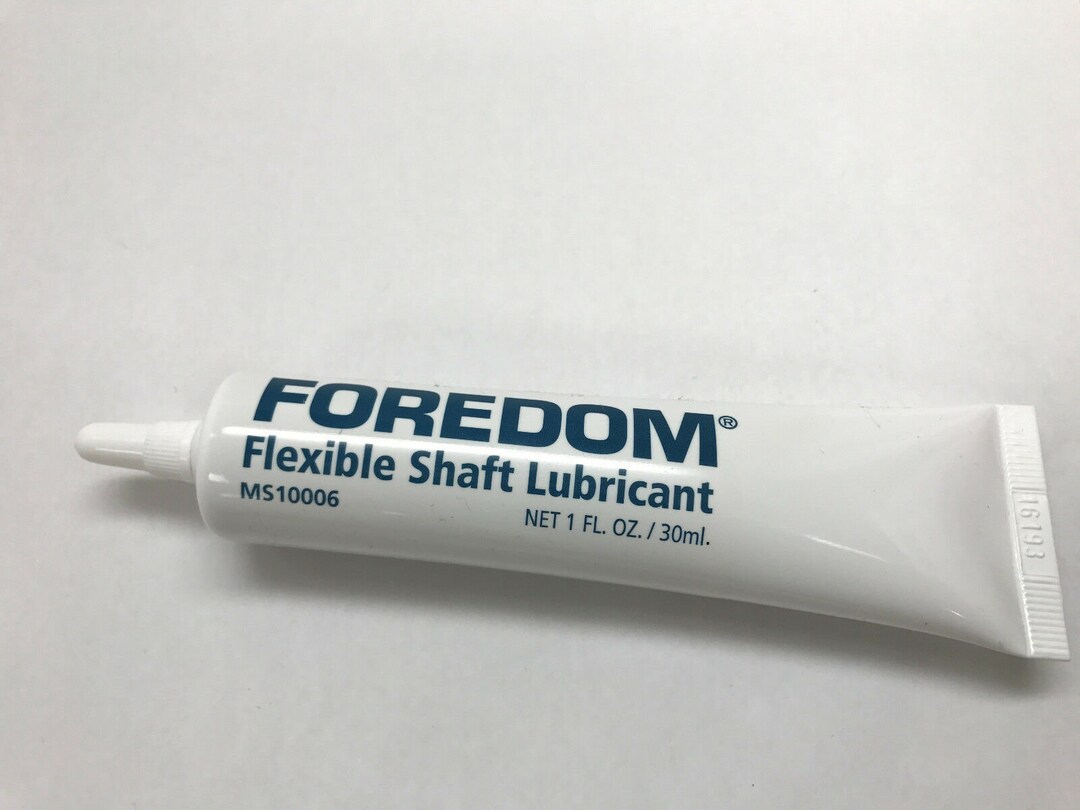 FOREDOM®
Flexible Shaft Lubricant
MS10006
NET 1 FL. OZ. / 30ml.
16193